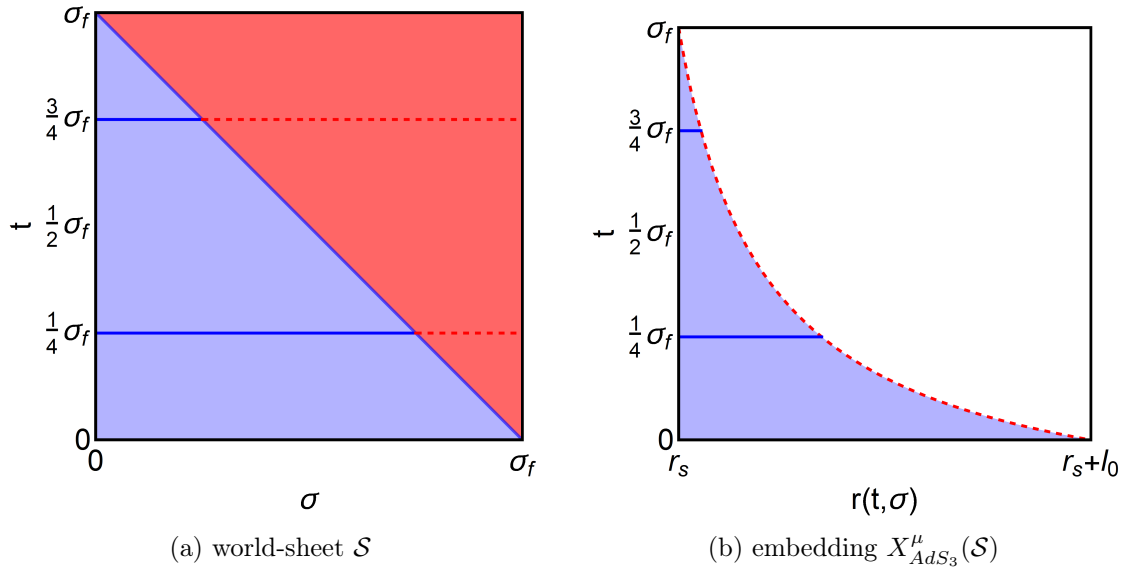 σ_f
3/4 σ_f
t 1/2 σ_f
1/4 σ_f
0
0 σ_f
σ
(a) world-sheet 𝒮
σ_f
3/4 σ_f
t 1/2 σ_f
1/4 σ_f
0
r_s r_s+l_0
r(t,σ)
(b) embedding X^μ_{AdS_3}(𝒮)